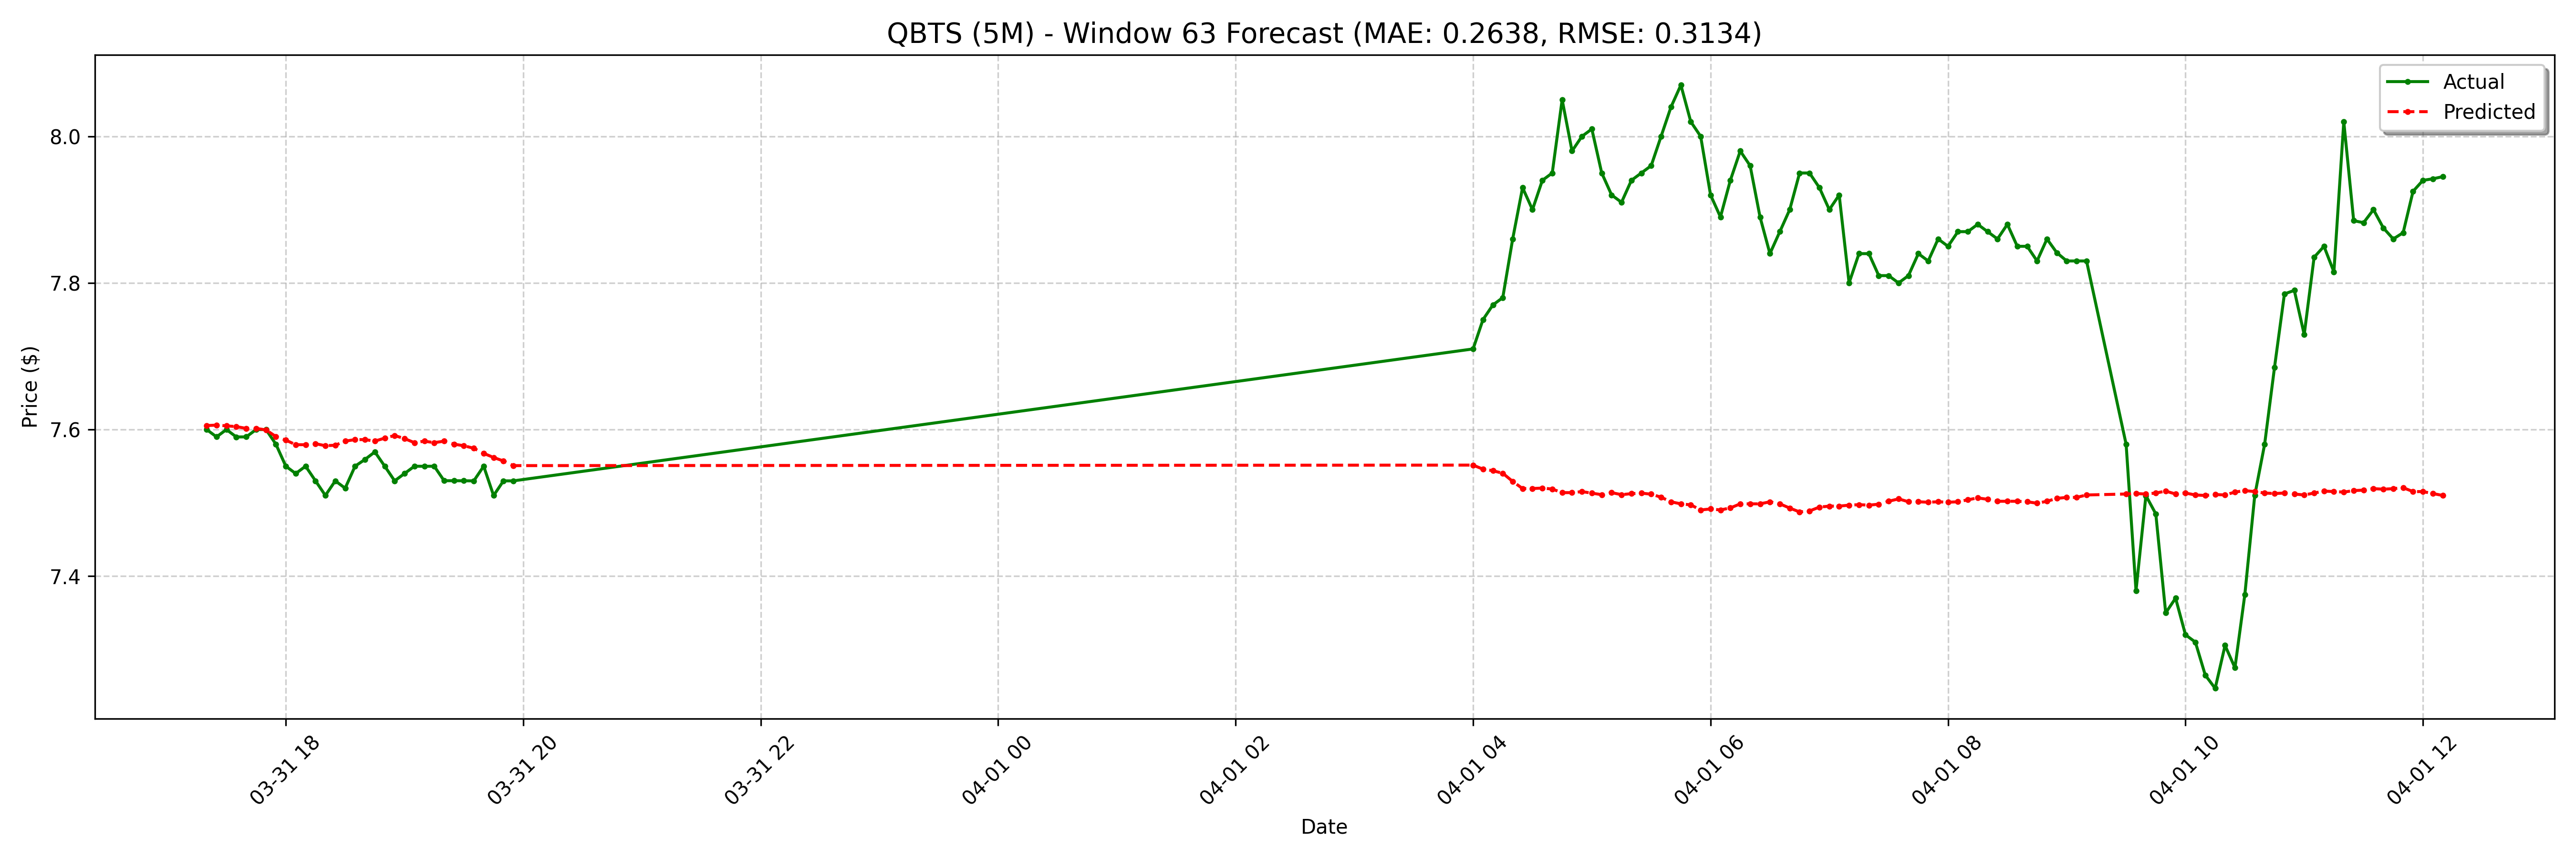 QBTS (5M) - Window 63 Forecast (MAE: 0.2638, RMSE: 0.3134)
Actual
Predicted
Price ($)
8.0
7.8
7.6
7.4
03-31 18
03-31 20
03-31 22
04-01 00
04-01 02
04-01 04
04-01 06
04-01 08
04-01 10
04-01 12
Date